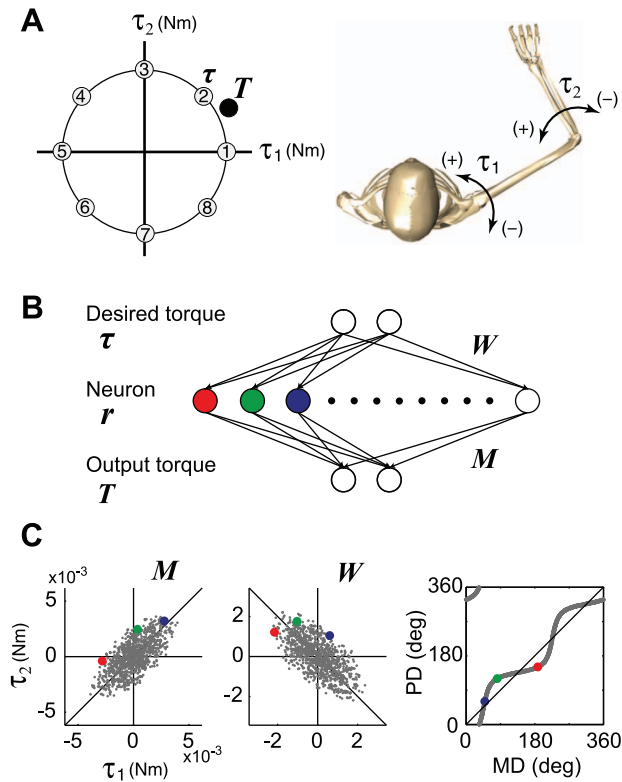 A
τ2 (Nm)
3
τ
T
4
2
5
1
τ1 (Nm)
6
8
7
τ2
(–)
(+)
(+)
τ1
(–)
B
Desired torque
τ
W
Neuron
r
Output torque
M
T
C
x10⁻³
M
W
5
2
360
τ2 (Nm)
0
0
PD (deg)
180
-5
-2
0
-5
0
5
-2
0
2
0
180
360
x10⁻³
τ1 (Nm)
MD (deg)